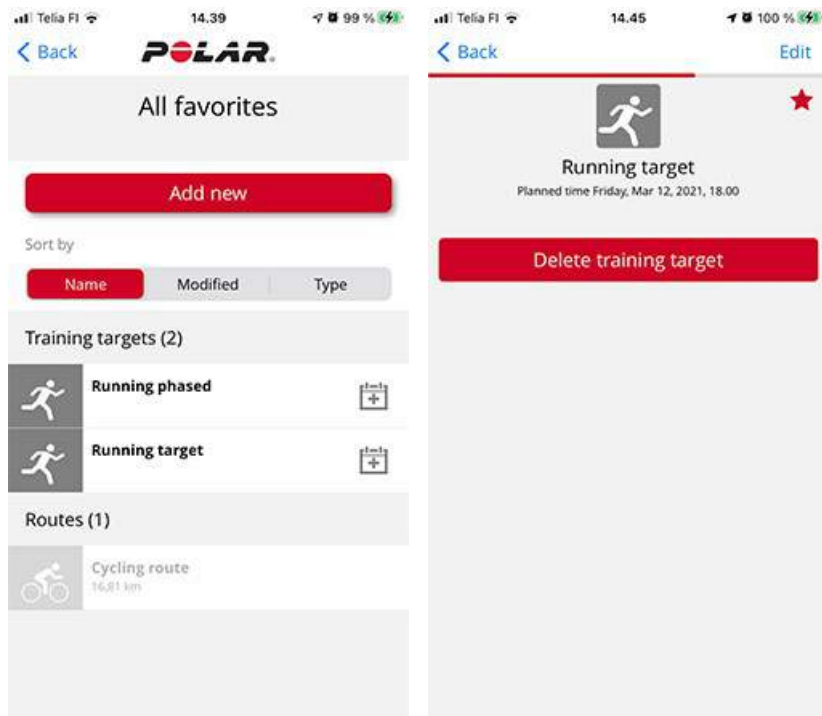 Telia FI 14.39 99 %
Back POLAR
All favorites
Add new
Sort by
Name Modified Type
Training targets (2)
Running phased
Running target
Routes (1)
Cycling route
16,81 km
Telia FI 14.45 100 %
Back Edit
Running target
Planned time Friday, Mar 12, 2021, 18.00
Delete training target